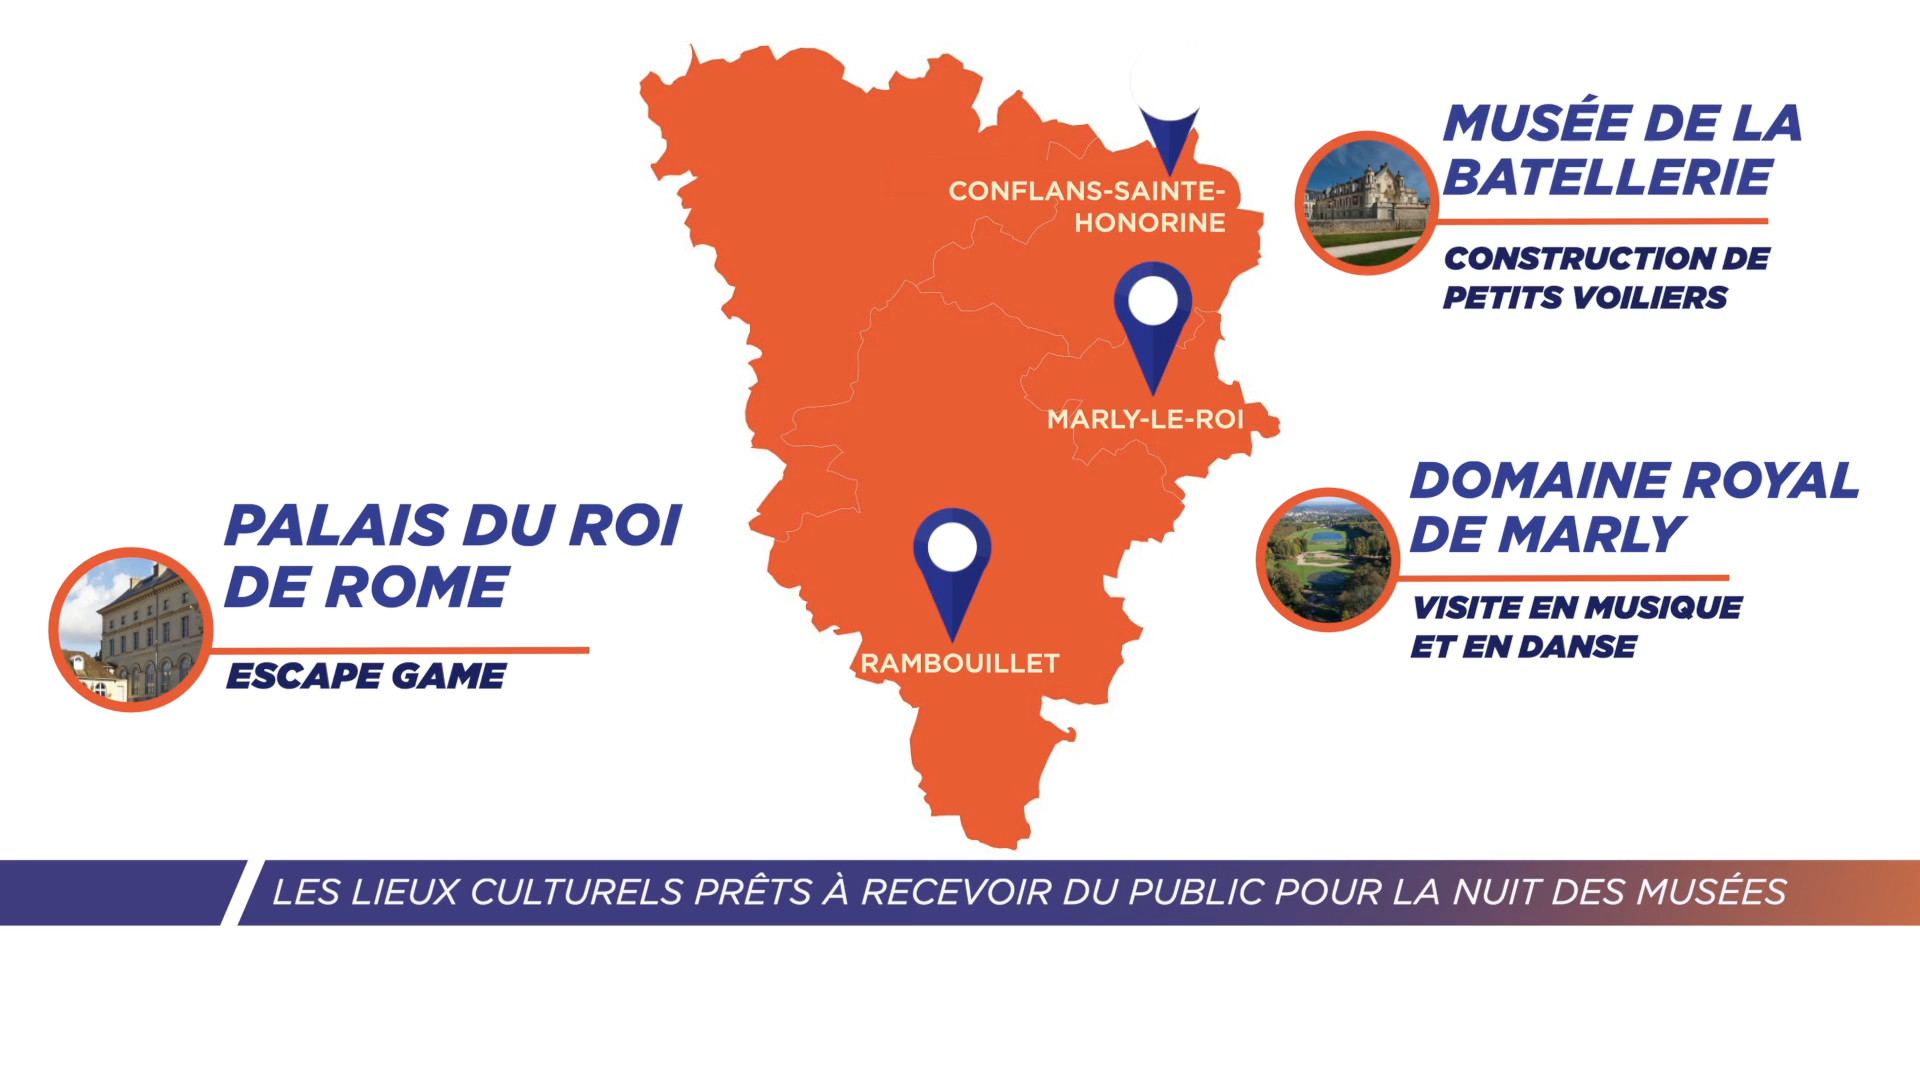 MUSÉE DE LA
BATELLERIE
CONSTRUCTION DE
PETITS VOILIERS
CONFLANS-SAINTE-
HONORINE
MARLY-LE-ROI
DOMAINE ROYAL
DE MARLY
VISITE EN MUSIQUE
ET EN DANSE
PALAIS DU ROI
DE ROME
ESCAPE GAME
RAMBOUILLET
LES LIEUX CULTURELS PRÊTS À RECEVOIR DU PUBLIC POUR LA NUIT DES MUSÉES